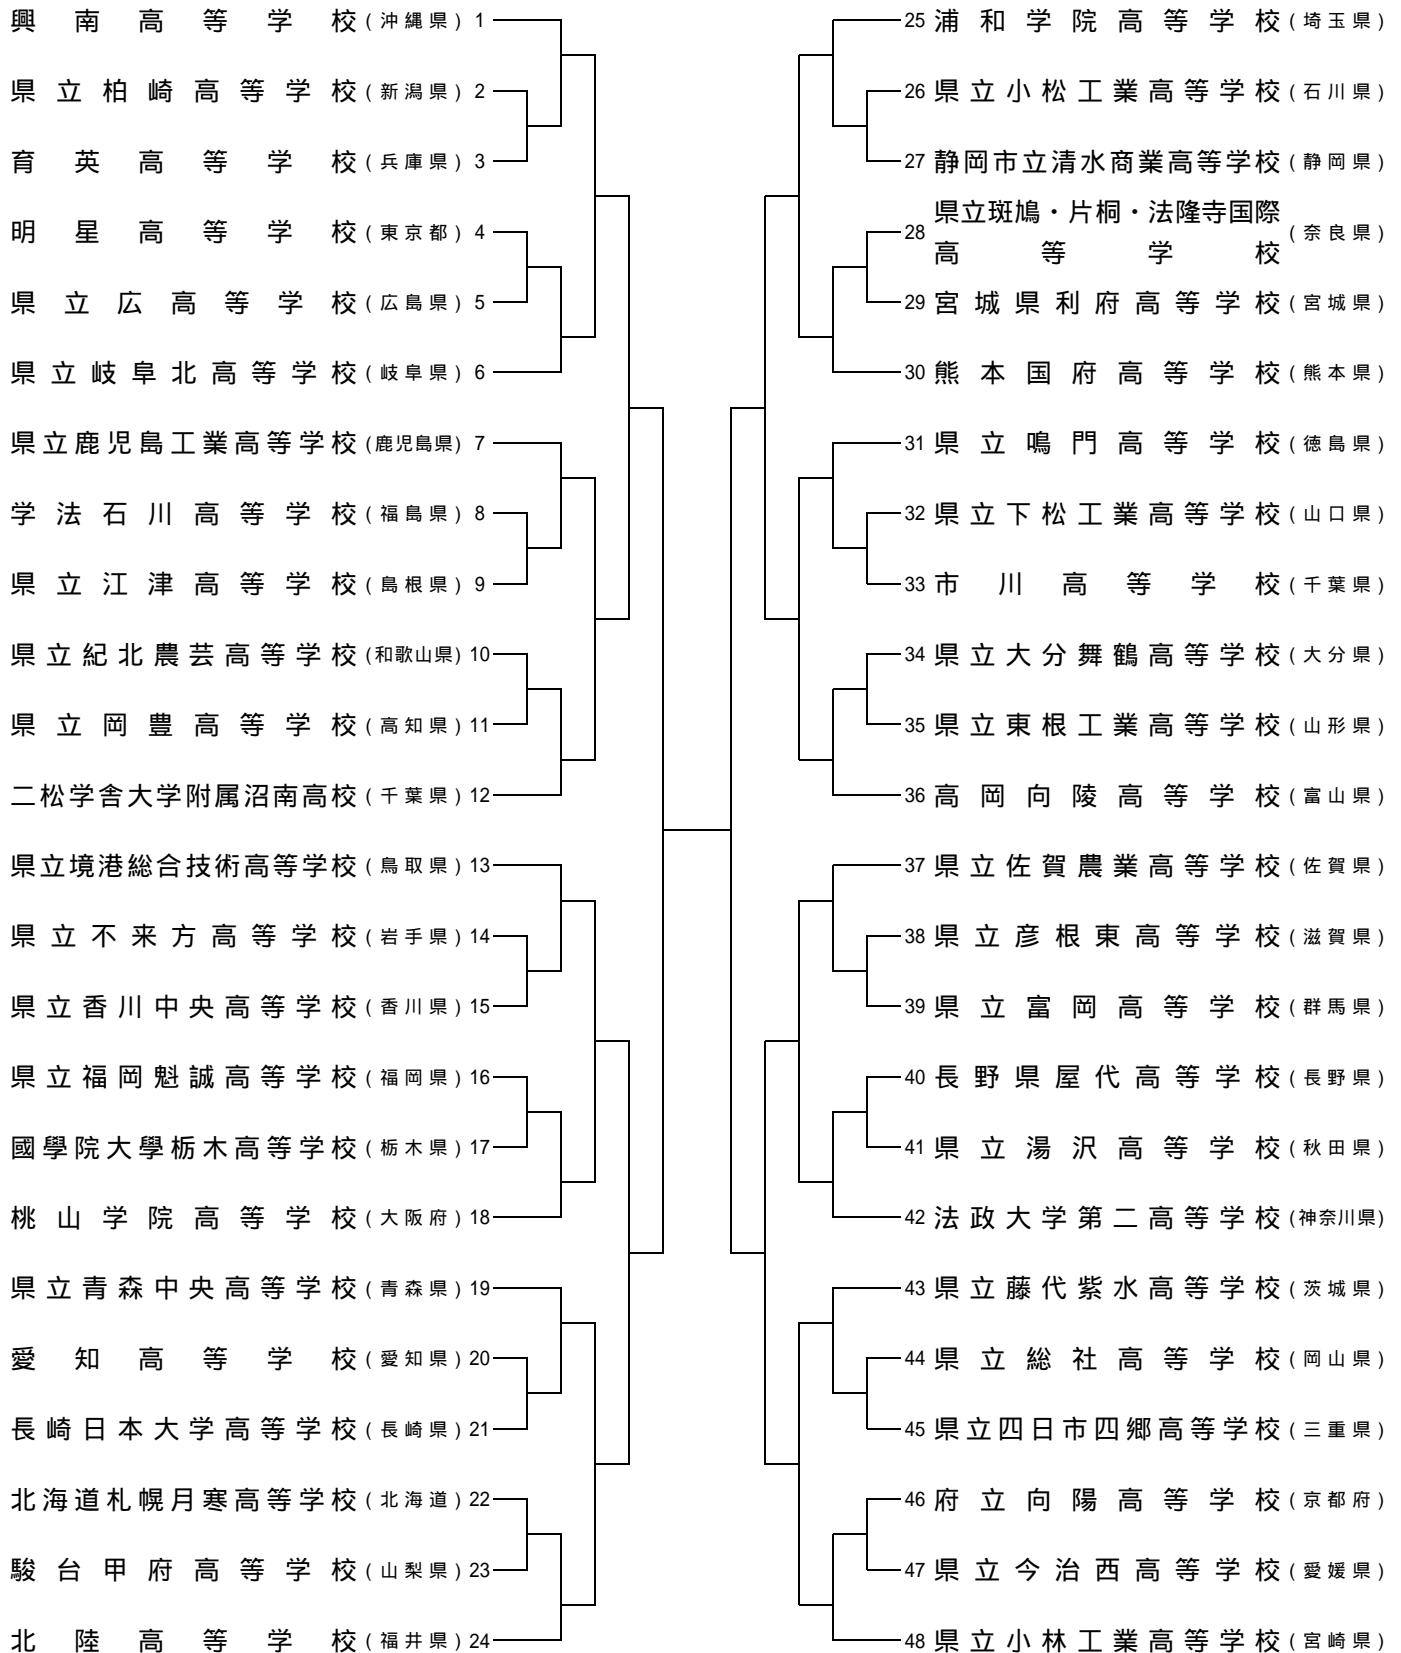 興南高等学校(沖縄県) 1
県立柏崎高等学校(新潟県) 2
育英高等学校(兵庫県) 3
明星高等学校(東京都) 4
県立広高等学校(広島県) 5
県立岐阜北高等学校(岐阜県) 6
県立鹿児島工業高等学校(鹿児島県) 7
学法石川高等学校(福島県) 8
県立江津高等学校(島根県) 9
県立紀北農芸高等学校(和歌山県) 10
県立岡豊高等学校(高知県) 11
二松学舎大学附属沼南高校(千葉県) 12
県立境港総合技術高等学校(鳥取県) 13
県立不来方高等学校(岩手県) 14
県立香川中央高等学校(香川県) 15
県立福岡魁誠高等学校(福岡県) 16
國學院大學栃木高等学校(栃木県) 17
桃山学院高等学校(大阪府) 18
県立青森中央高等学校(青森県) 19
愛知高等学校(愛知県) 20
長崎日本大学高等学校(長崎県) 21
北海道札幌月寒高等学校(北海道) 22
駿台甲府高等学校(山梨県) 23
北陸高等学校(福井県) 24
25 浦和学院高等学校(埼玉県)
26 県立小松工業高等学校(石川県)
27 静岡市立清水商業高等学校(静岡県)
県立斑鳩・片桐・法隆寺国際
28 高等学校(奈良県)
29 宮城県利府高等学校(宮城県)
30 熊本国府高等学校(熊本県)
31 県立鳴門高等学校(徳島県)
32 県立下松工業高等学校(山口県)
33 市川高等学校(千葉県)
34 県立大分舞鶴高等学校(大分県)
35 県立東根工業高等学校(山形県)
36 高岡向陵高等学校(富山県)
37 県立佐賀農業高等学校(佐賀県)
38 県立彦根東高等学校(滋賀県)
39 県立富岡高等学校(群馬県)
40 長野県屋代高等学校(長野県)
41 県立湯沢高等学校(秋田県)
42 法政大学第二高等学校(神奈川県)
43 県立藤代紫水高等学校(茨城県)
44 県立総社高等学校(岡山県)
45 県立四日市四郷高等学校(三重県)
46 府立向陽高等学校(京都府)
47 県立今治西高等学校(愛媛県)
48 県立小林工業高等学校(宮崎県)